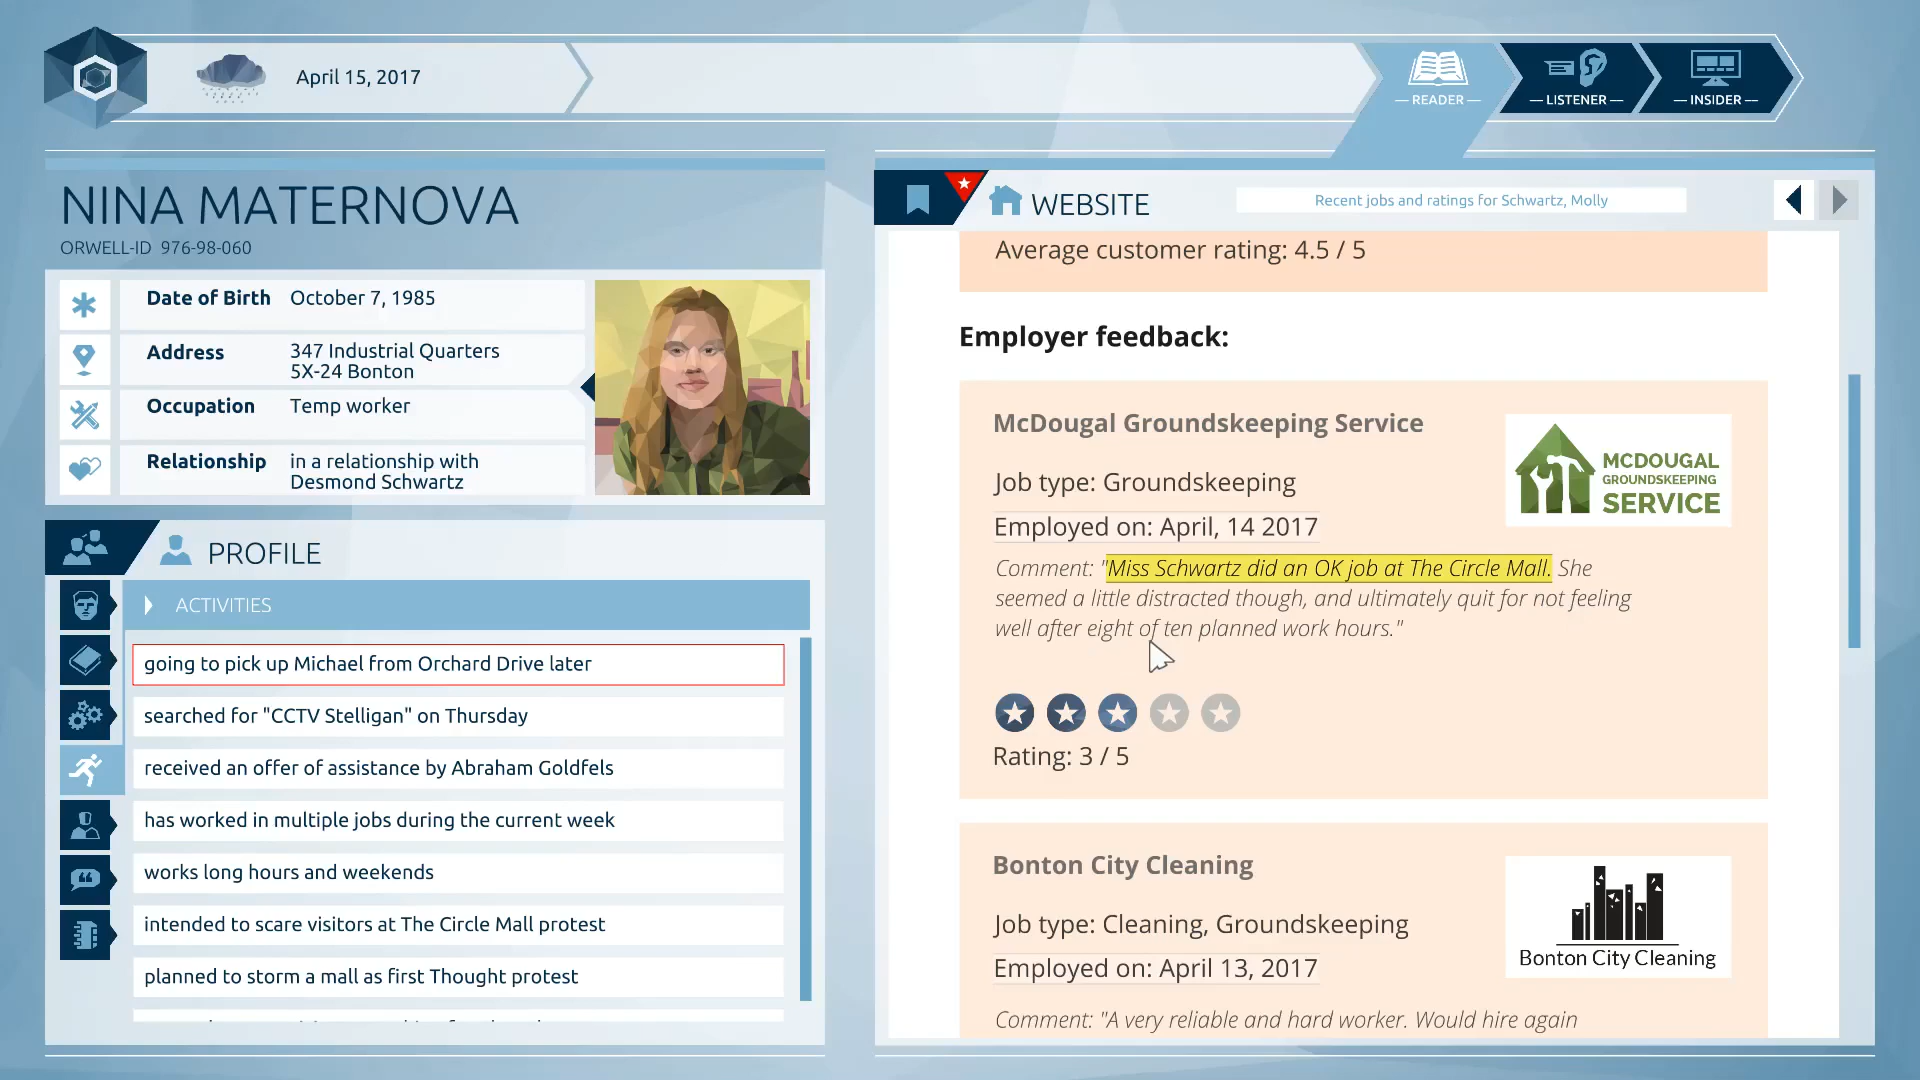 April 15, 2017
READER
LISTENER
INSIDER
NINA MATERNOVA
ORWELL-ID 976-98-060
Date of Birth October 7, 1985
Address 347 Industrial Quarters
5X-24 Bonton
Occupation Temp worker
Relationship in a relationship with
Desmond Schwartz
PROFILE
ACTIVITIES
going to pick up Michael from Orchard Drive later
searched for "CCTV Stelligan" on Thursday
received an offer of assistance by Abraham Goldfels
has worked in multiple jobs during the current week
works long hours and weekends
intended to scare visitors at The Circle Mall protest
planned to storm a mall as first Thought protest
WEBSITE
Recent jobs and ratings for Schwartz, Molly
Average customer rating: 4.5 / 5
Employer feedback:
McDougal Groundskeeping Service
Job type: Groundskeeping
Employed on: April, 14 2017
Comment: "Miss Schwartz did an OK job at The Circle Mall. She
seemed a little distracted though, and ultimately quit for not feeling
well after eight of ten planned work hours."
Rating: 3 / 5
MCDOUGAL
GROUNDSKEEPING
SERVICE
Bonton City Cleaning
Job type: Cleaning, Groundskeeping
Employed on: April 13, 2017
Comment: "A very reliable and hard worker. Would hire again
Bonton City Cleaning